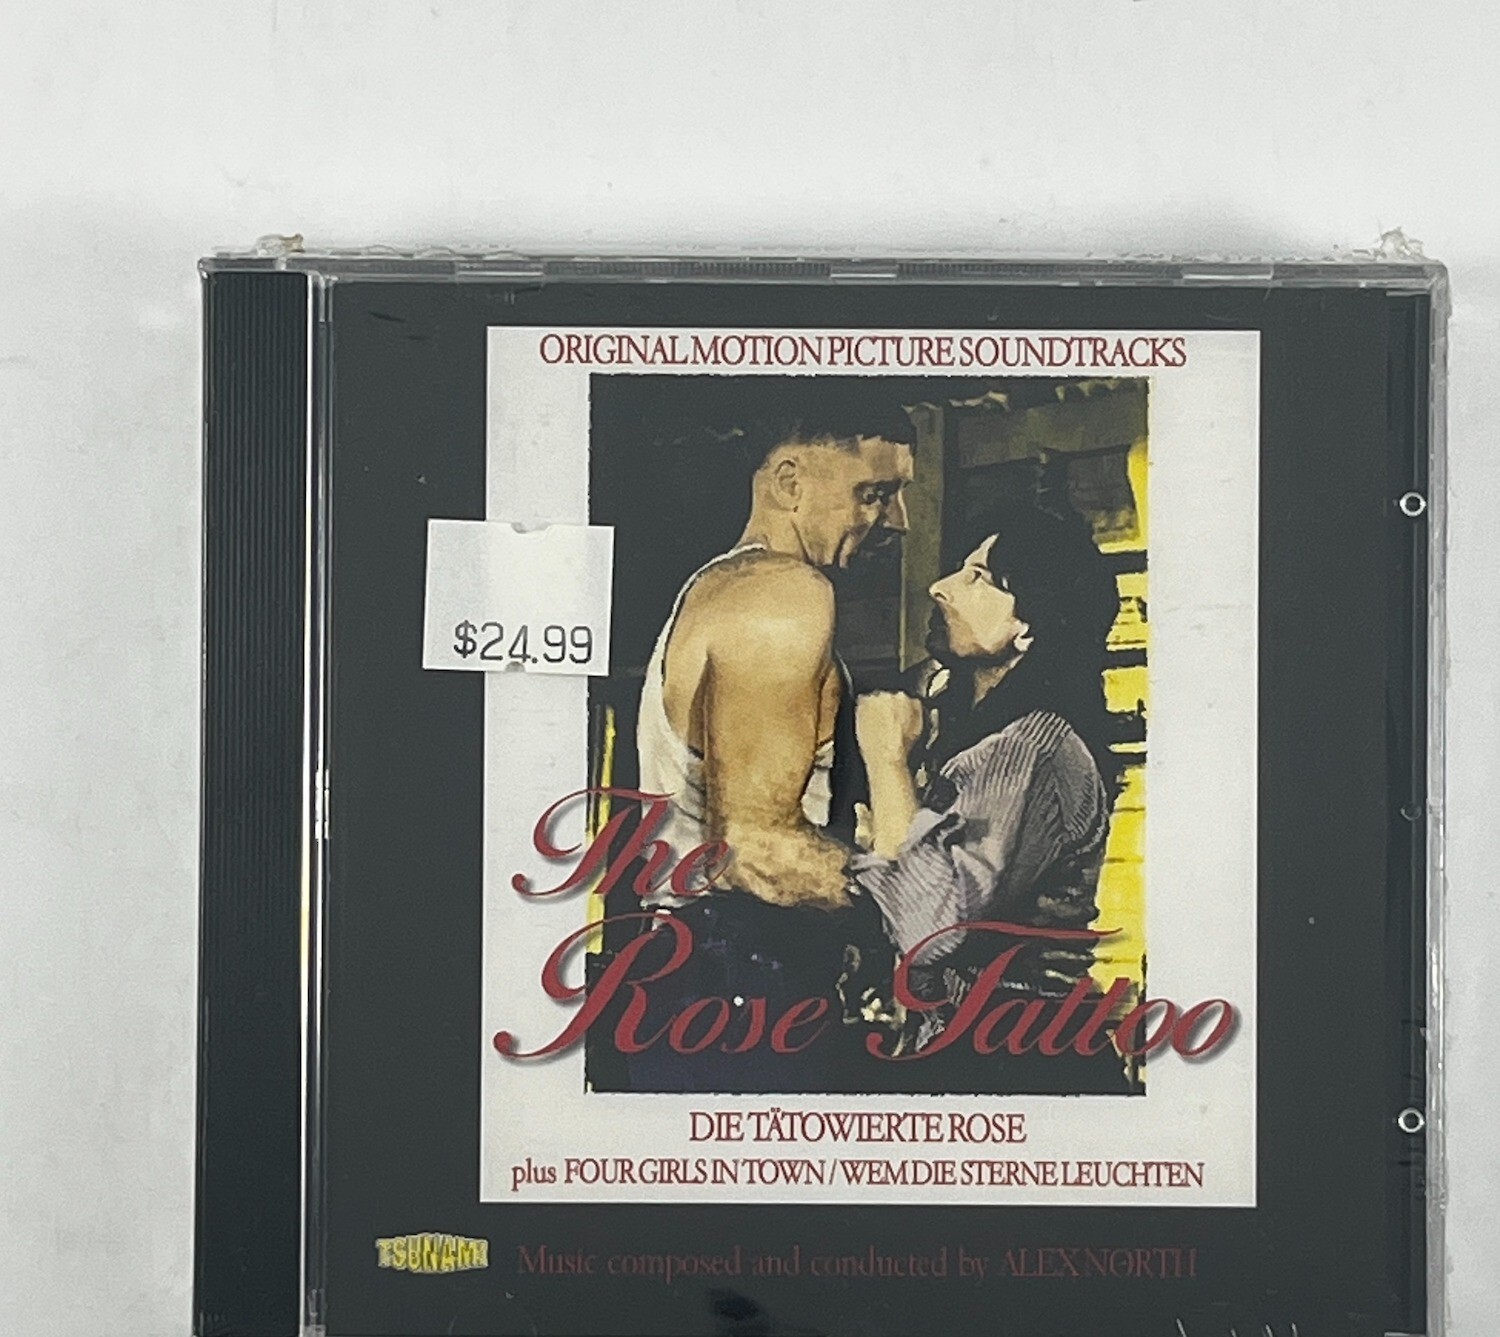 ORIGINAL MOTION PICTURE SOUNDTRACKS
$24.99
The
Rose Tattoo
DIE TÄTOWIERTE ROSE
plus FOUR GIRLS IN TOWN / WEM DIE STERNE LEUCHTEN
TSUNAMI
Music composed and conducted by ALEX NORTH